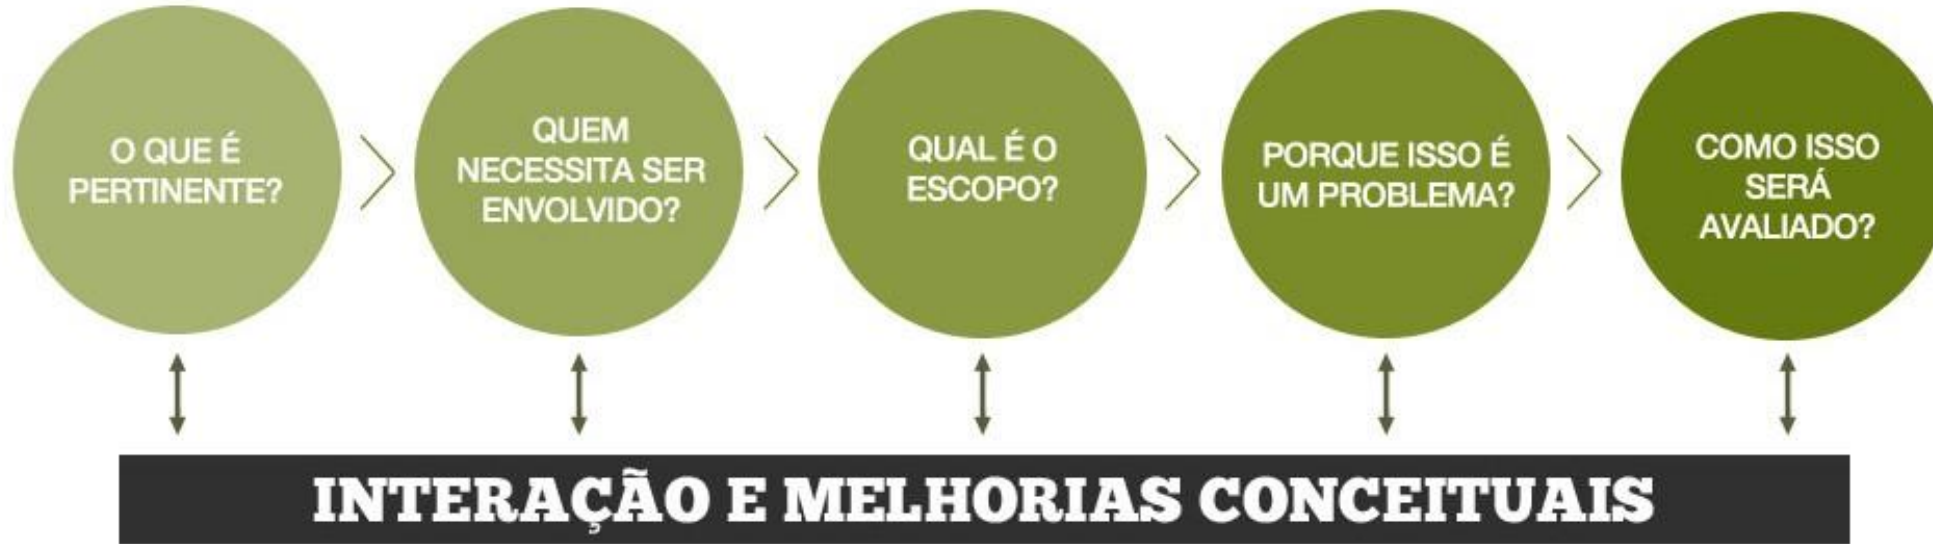 O QUE É
PERTINENTE?
QUEM
NECESSITA SER
ENVOLVIDO?
QUAL É O
ESCOPO?
PORQUE ISSO É
UM PROBLEMA?
COMO ISSO
SERÁ
AVALIADO?
INTERAÇÃO E MELHORIAS CONCEITUAIS